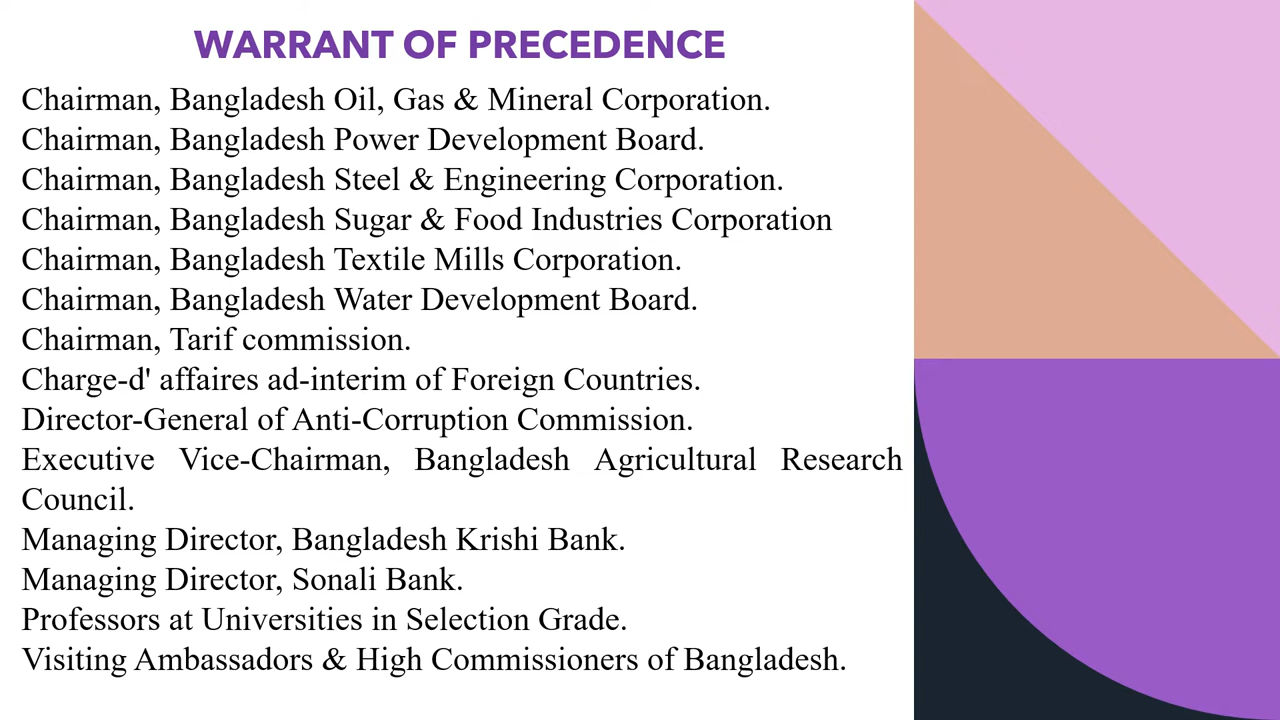 WARRANT OF PRECEDENCE
Chairman, Bangladesh Oil, Gas & Mineral Corporation.
Chairman, Bangladesh Power Development Board.
Chairman, Bangladesh Steel & Engineering Corporation.
Chairman, Bangladesh Sugar & Food Industries Corporation
Chairman, Bangladesh Textile Mills Corporation.
Chairman, Bangladesh Water Development Board.
Chairman, Tarif commission.
Charge-d' affaires ad-interim of Foreign Countries.
Director-General of Anti-Corruption Commission.
Executive Vice-Chairman, Bangladesh Agricultural Research
Council.
Managing Director, Bangladesh Krishi Bank.
Managing Director, Sonali Bank.
Professors at Universities in Selection Grade.
Visiting Ambassadors & High Commissioners of Bangladesh.